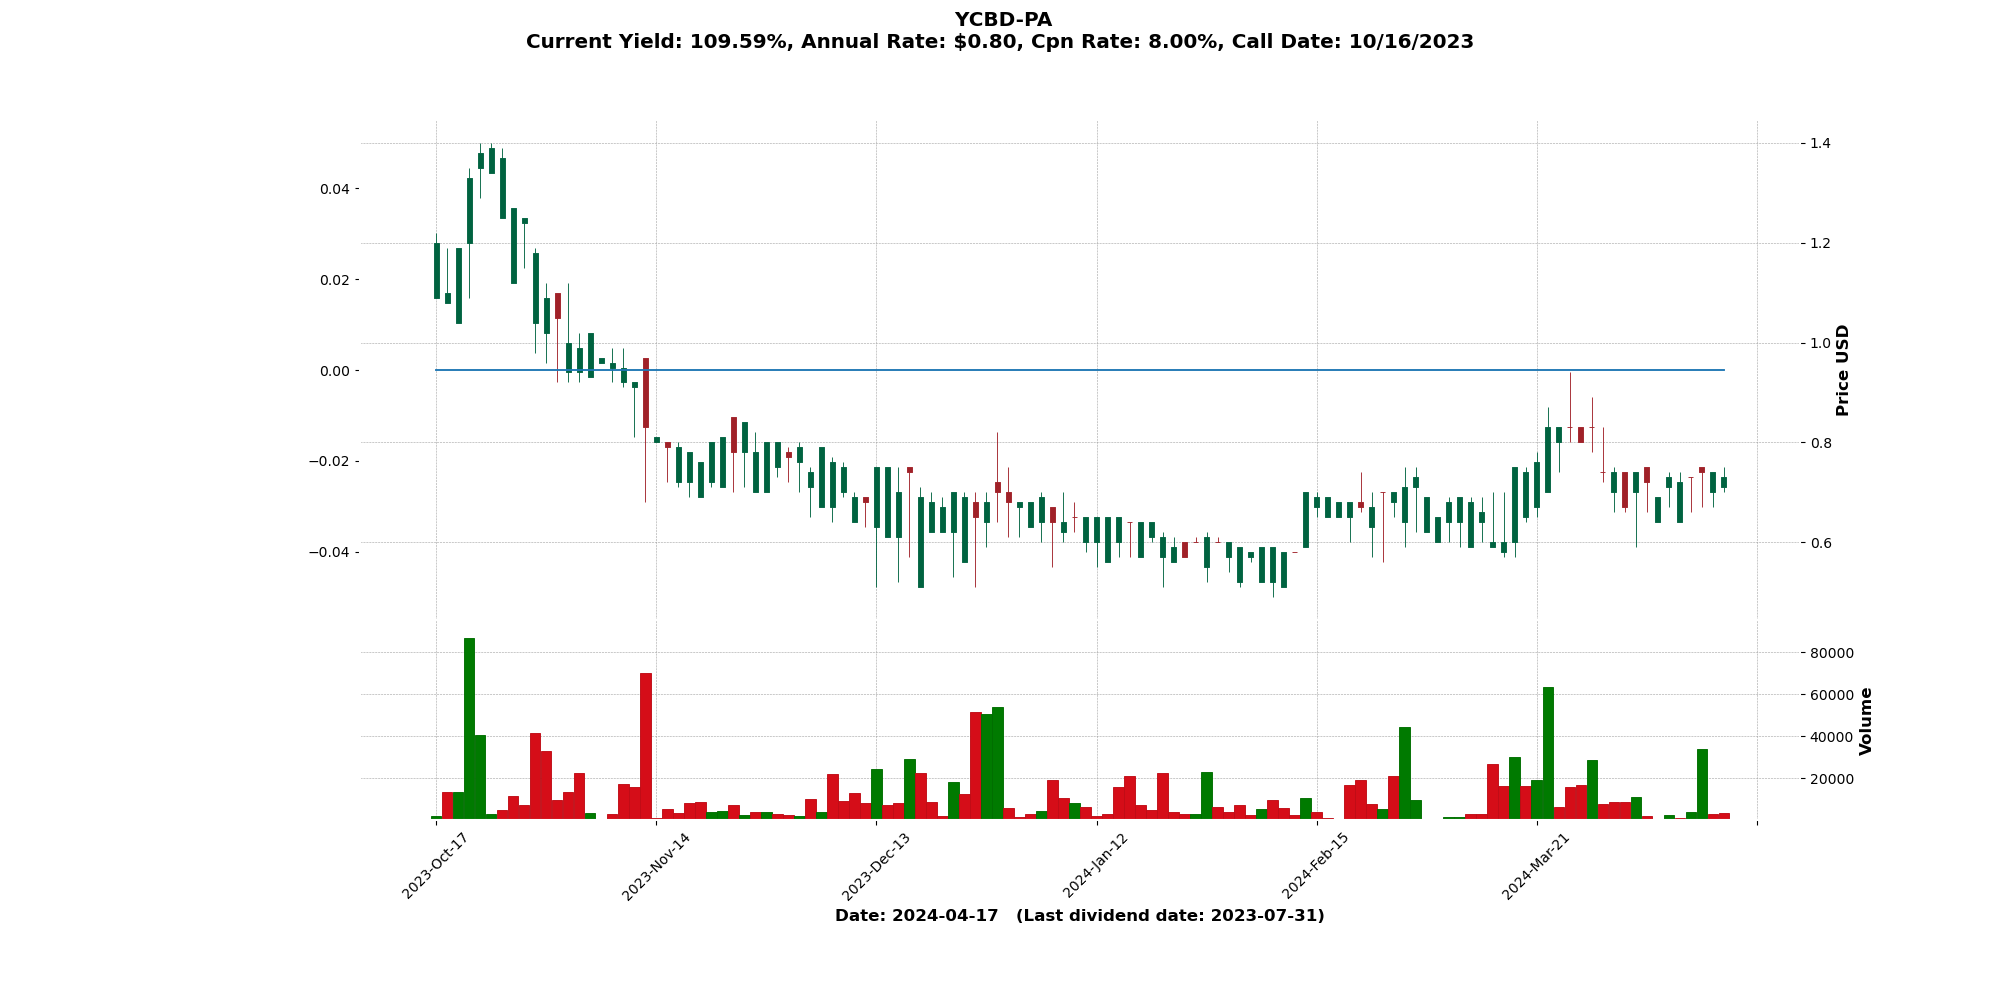 YCBD-PA
Current Yield: 109.59%, Annual Rate: $0.80, Cpn Rate: 8.00%, Call Date: 10/16/2023
0.04
0.02
0.00
−0.02
−0.04
1.4
1.2
1.0
0.8
0.6
Price USD
80000
60000
40000
20000
Volume
2023-Oct-17
2023-Nov-14
2023-Dec-13
2024-Jan-12
2024-Feb-15
2024-Mar-21
Date: 2024-04-17 (Last dividend date: 2023-07-31)